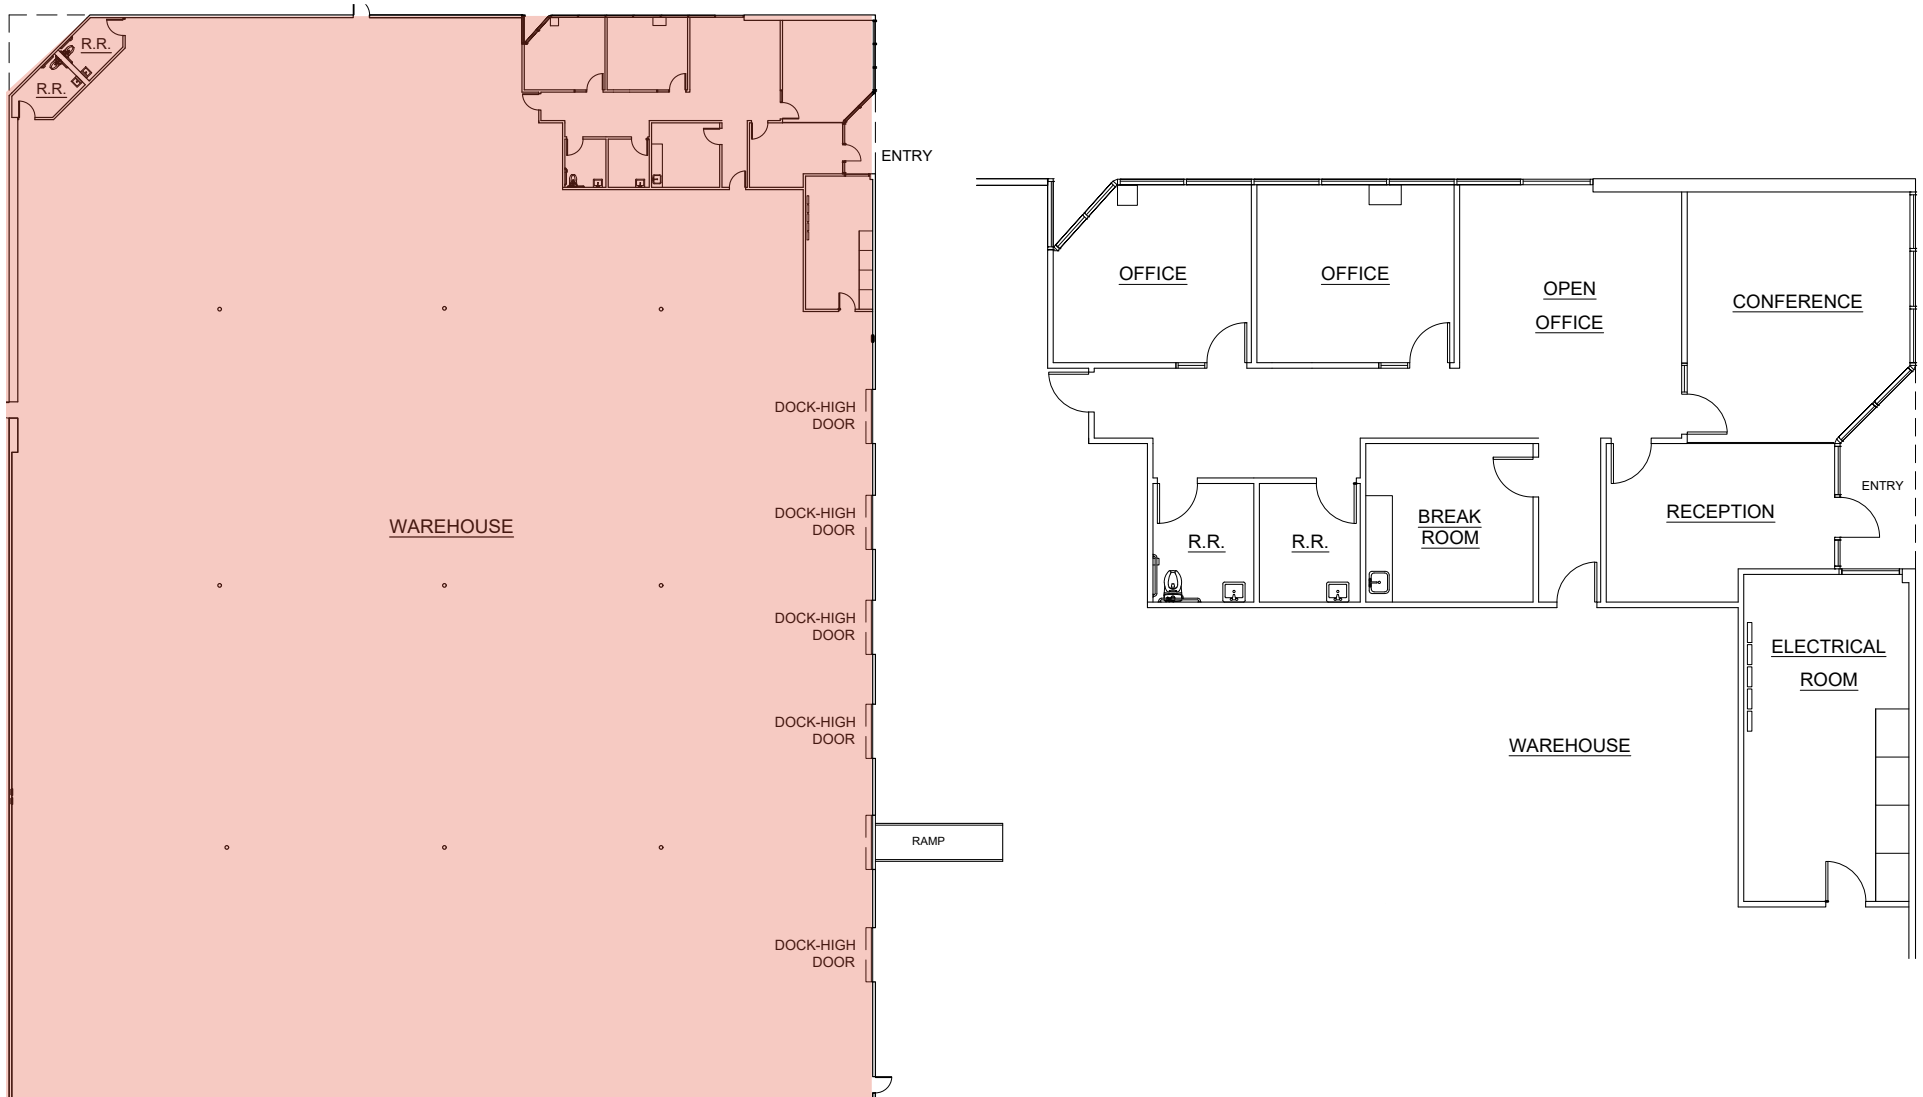 R.R.
R.R.
ENTRY
DOCK-HIGH
DOOR
DOCK-HIGH
DOOR
WAREHOUSE
DOCK-HIGH
DOOR
DOCK-HIGH
DOOR
RAMP
DOCK-HIGH
DOOR
OFFICE
OFFICE
OPEN
OFFICE
CONFERENCE
ENTRY
RECEPTION
BREAK
ROOM
R.R.
R.R.
ELECTRICAL
ROOM
WAREHOUSE